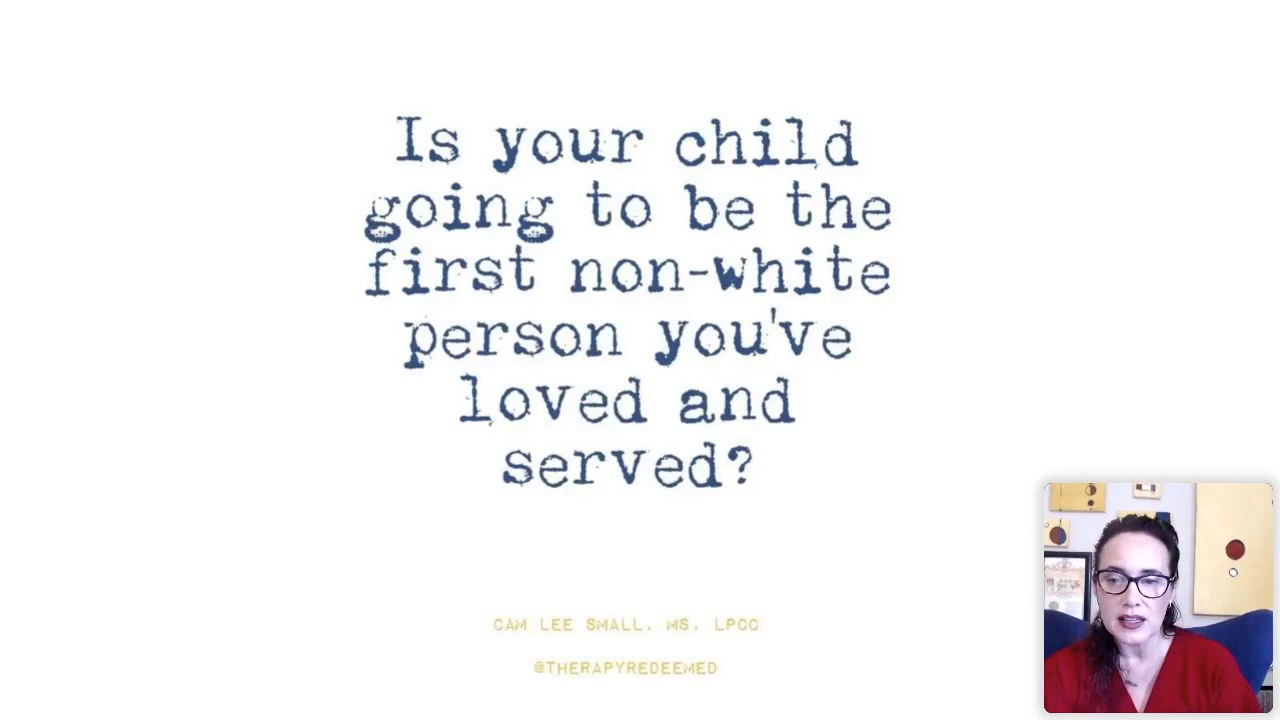 Is your child
going to be the
first non-white
person you've
loved and
served?
CAM LEE SMALL, MS, LPCC
@THERAPYREDEEMED